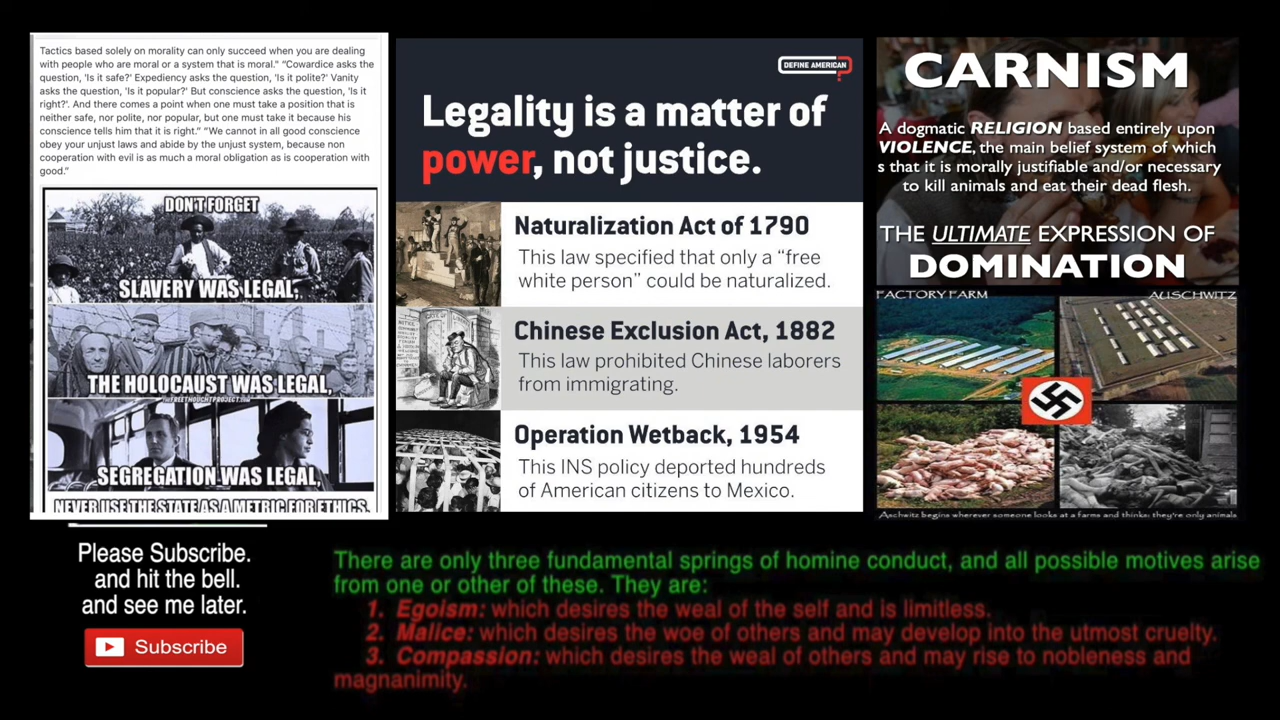 Tactics based solely on morality can only succeed when you are dealing
with people who are moral or a system that is moral." "Cowardice asks the
question, 'Is it safe?' Expediency asks the question, 'Is it polite?' Vanity
asks the question, 'Is it popular?' But conscience asks the question, 'Is it
right?'. And there comes a point when one must take a position that is
neither safe, nor polite, nor popular, but one must take it because his
conscience tells him that it is right." "We cannot in all good conscience
obey your unjust laws and abide by the unjust system, because non
cooperation with evil is as much a moral obligation as is cooperation with
good."
DON'T FORGET
SLAVERY WAS LEGAL,
THE HOLOCAUST WAS LEGAL,
THEFREETHOUGHTPROJECT.COM
SEGREGATION WAS LEGAL,
NEVER USE THE STATE AS A METRIC FOR ETHICS.
DEFINE AMERICAN
Legality is a matter of
power, not justice.
Naturalization Act of 1790
This law specified that only a “free
white person” could be naturalized.
Chinese Exclusion Act, 1882
This law prohibited Chinese laborers
from immigrating.
Operation Wetback, 1954
This INS policy deported hundreds
of American citizens to Mexico.
CARNISM
A dogmatic RELIGION based entirely upon
VIOLENCE, the main belief system of which
s that it is morally justifiable and/or necessary
to kill animals and eat their dead flesh.
THE ULTIMATE EXPRESSION OF
DOMINATION
FACTORY FARM
AUSCHWITZ
Aschwitz begins wherever someone looks at a farms and thinks: they're only animals
Please Subscribe.
and hit the bell.
and see me later.
Subscribe
There are only three fundamental springs of homine conduct, and all possible motives arise
from one or other of these. They are:
1. Egoism: which desires the weal of the self and is limitless.
2. Malice: which desires the woe of others and may develop into the utmost cruelty.
3. Compassion: which desires the weal of others and may rise to nobleness and
magnanimity.